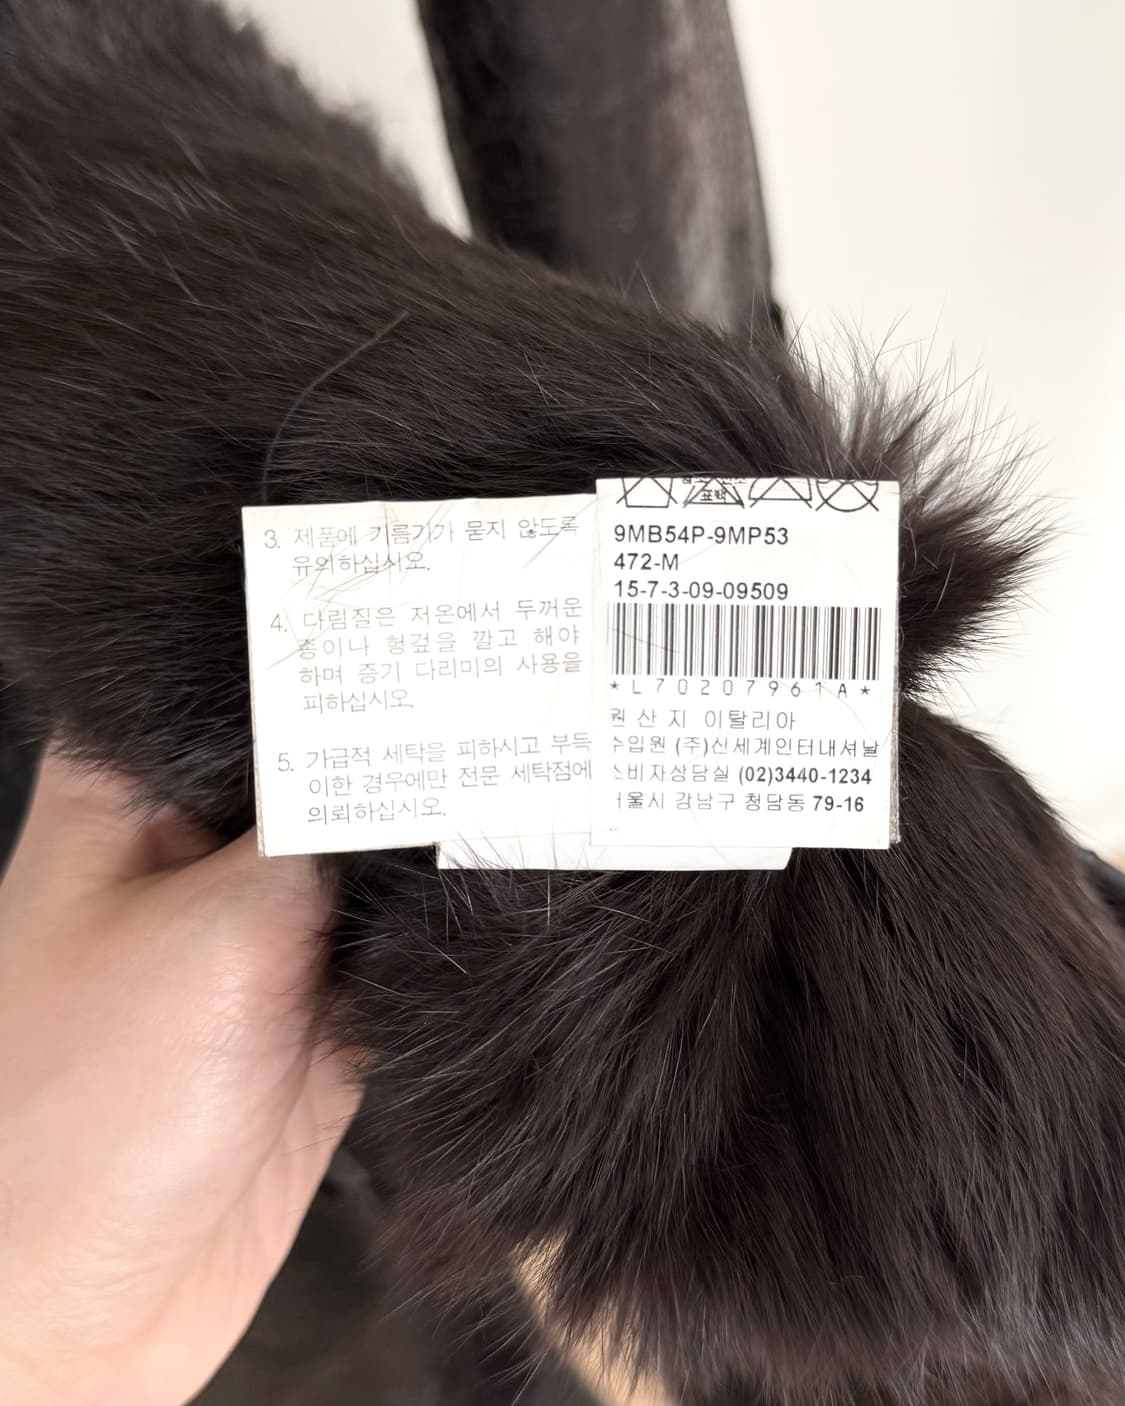 3. 제품에 기름기가 묻지 않도록
유의하십시오.
4. 다림질은 저온에서 두꺼운
종이나 헝겊을 깔고 해야
하며 증기 다리미의 사용을
피하십시오.
5. 가급적 세탁을 피하시고 부득
이한 경우에만 전문 세탁점에
의뢰하십시오.
표백
9MB54P-9MP53
472-M
15-7-3-09-09509
*L70207961A*
원 산 지 이탈리아
수입원 (주)신세계인터내셔날
소비자상담실 (02)3440-1234
서울시 강남구 청담동 79-16